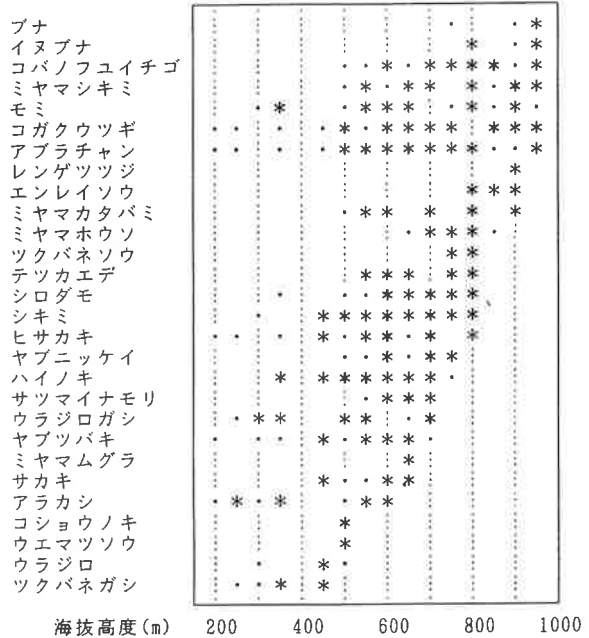 ブナ
イヌブナ
コバノフユイチゴ
ミヤマシキミ
モミ
コガクウツギ
アブラチャン
レンゲツツジ
エンレイソウ
ミヤマカタバミ
ミヤマホウソ
ツクバネソウ
テツカエデ
シロダモ
シキミ
ヒサカキ
ヤブニッケイ
ハイノキ
サツマイナモリ
ウラジロガシ
ヤブツバキ
ミヤマムグラ
サカキ
アラカシ
コショウノキ
ウエマツソウ
ウラジロ
ツクバネガシ
海抜高度(m) 200 400 600 800 1000